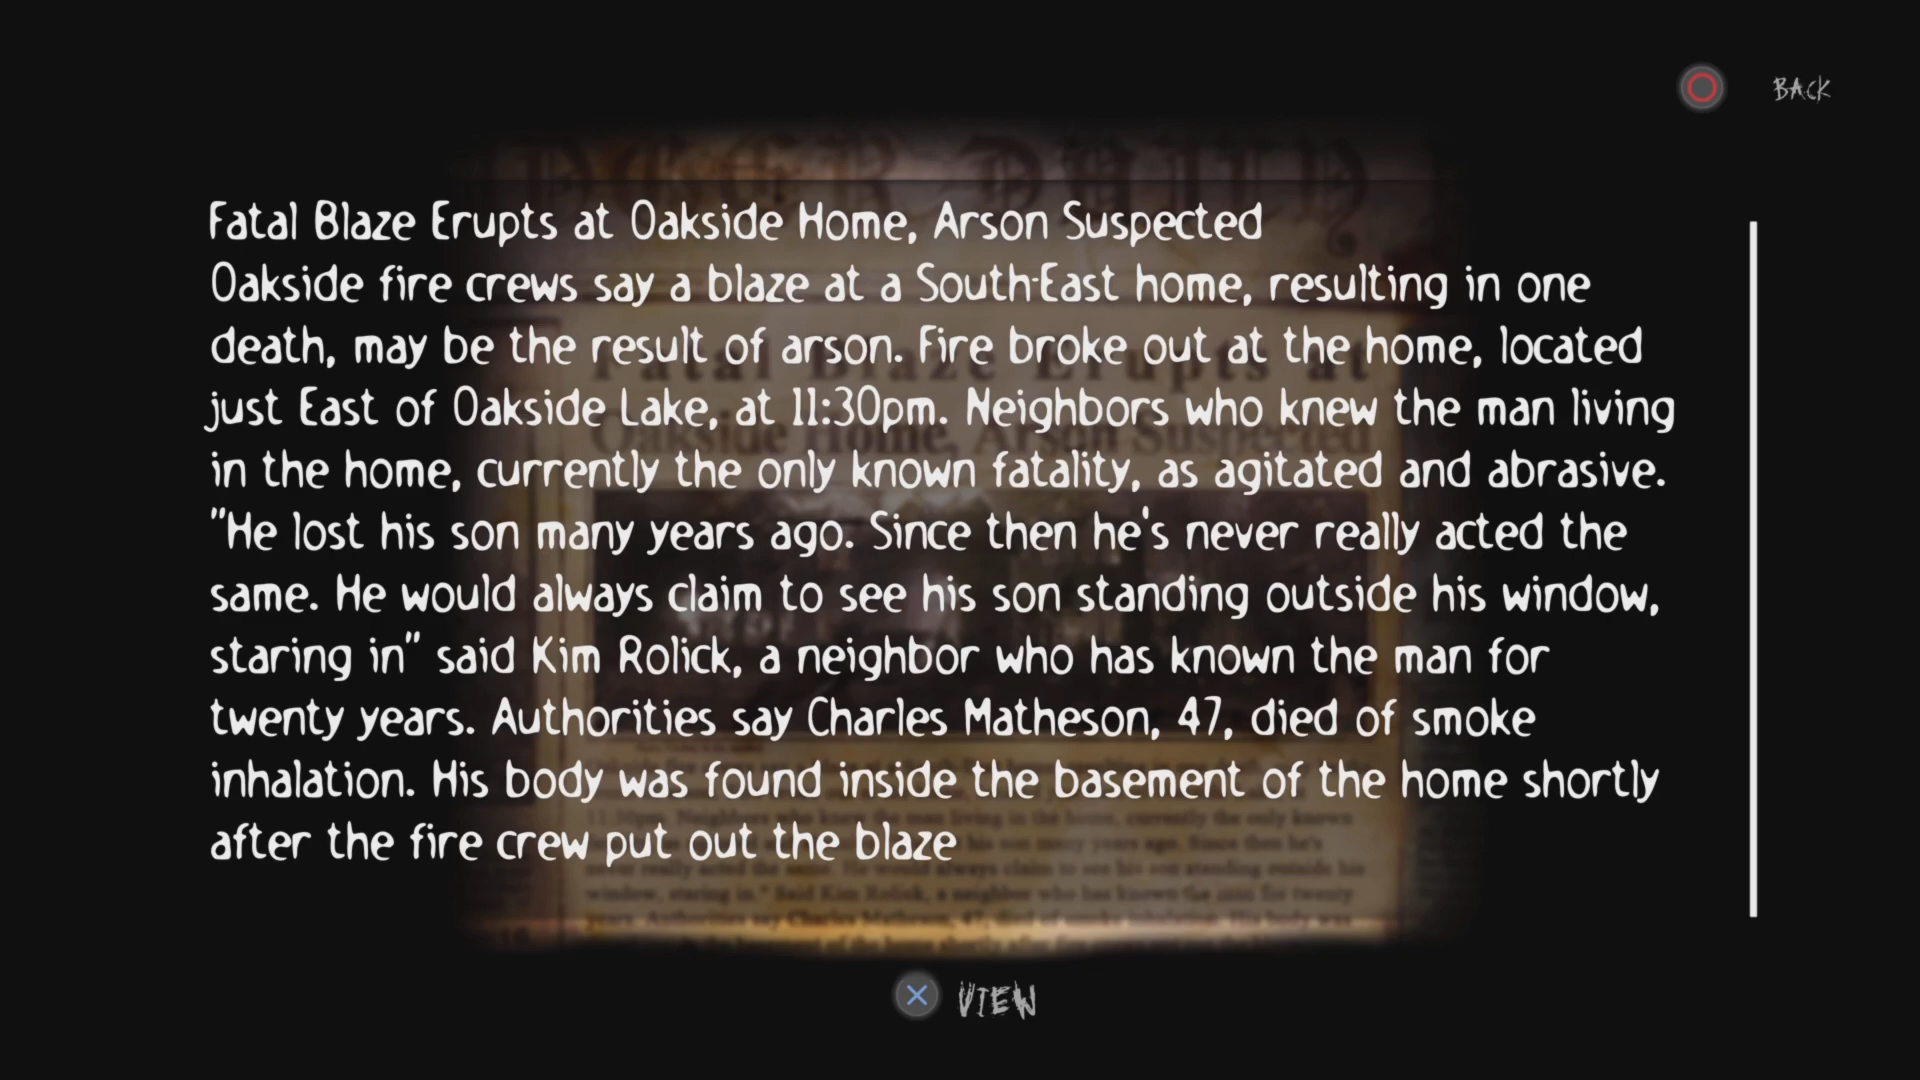 BACK
Fatal Blaze Erupts at Oakside Home, Arson Suspected
Oakside fire crews say a blaze at a South-East home, resulting in one
death, may be the result of arson. Fire broke out at the home, located
just East of Oakside Lake, at 11:30pm. Neighbors who knew the man living
in the home, currently the only known fatality, as agitated and abrasive.
"He lost his son many years ago. Since then he's never really acted the
same. He would always claim to see his son standing outside his window,
staring in" said Kim Rolick, a neighbor who has known the man for
twenty years. Authorities say Charles Matheson, 47, died of smoke
inhalation. His body was found inside the basement of the home shortly
after the fire crew put out the blaze
VIEW